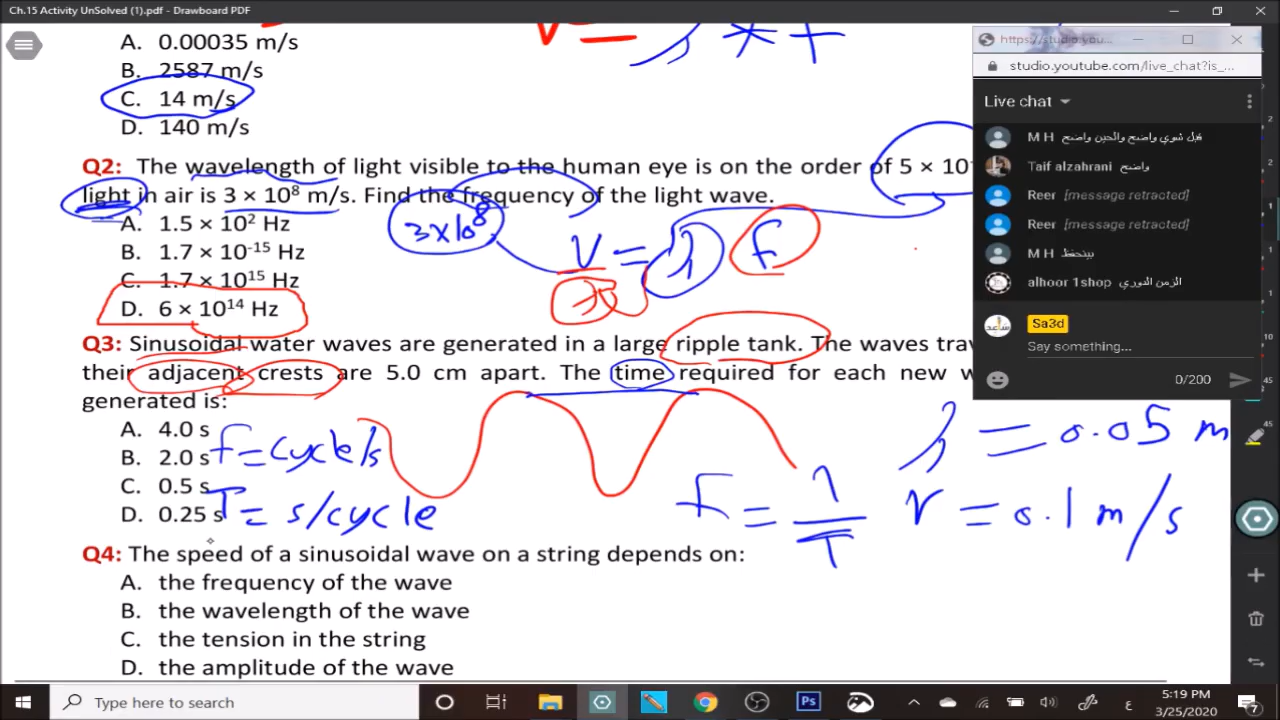 Ch.15 Activity UnSolved (1).pdf - Drawboard PDF
A. 0.00035 m/s
B. 2587 m/s
C. 14 m/s
D. 140 m/s
Q2: The wavelength of light visible to the human eye is on the order of 5 × 10
light in air is 3 × 10⁸ m/s. Find the frequency of the light wave.
A. 1.5 × 10² Hz
B. 1.7 × 10⁻¹⁵ Hz
C. 1.7 × 10¹⁵ Hz
D. 6 × 10¹⁴ Hz
3×10⁸
v = λ f
Q3: Sinusoidal water waves are generated in a large ripple tank. The waves trav
their adjacent crests are 5.0 cm apart. The time required for each new w
generated is:
A. 4.0 s
B. 2.0 s
C. 0.5 s
D. 0.25 s
f = cycle/s
T = s/cycle
f = 1/T
λ = 0.05 m
v = 0.1 m/s
Q4: The speed of a sinusoidal wave on a string depends on:
A. the frequency of the wave
B. the wavelength of the wave
C. the tension in the string
D. the amplitude of the wave
https://studio.you...
studio.youtube.com/live_chat?is_...
Live chat
M H قبل شوي واضح والحين واضح
Taif alzahrani واضح
Reer [message retracted]
Reer [message retracted]
M H بينحفظ
alhoor 1shop الزمن الدوري
Sa3d
Say something...
0/200
Type here to search
Ps
ع
5:19 PM
3/25/2020
7